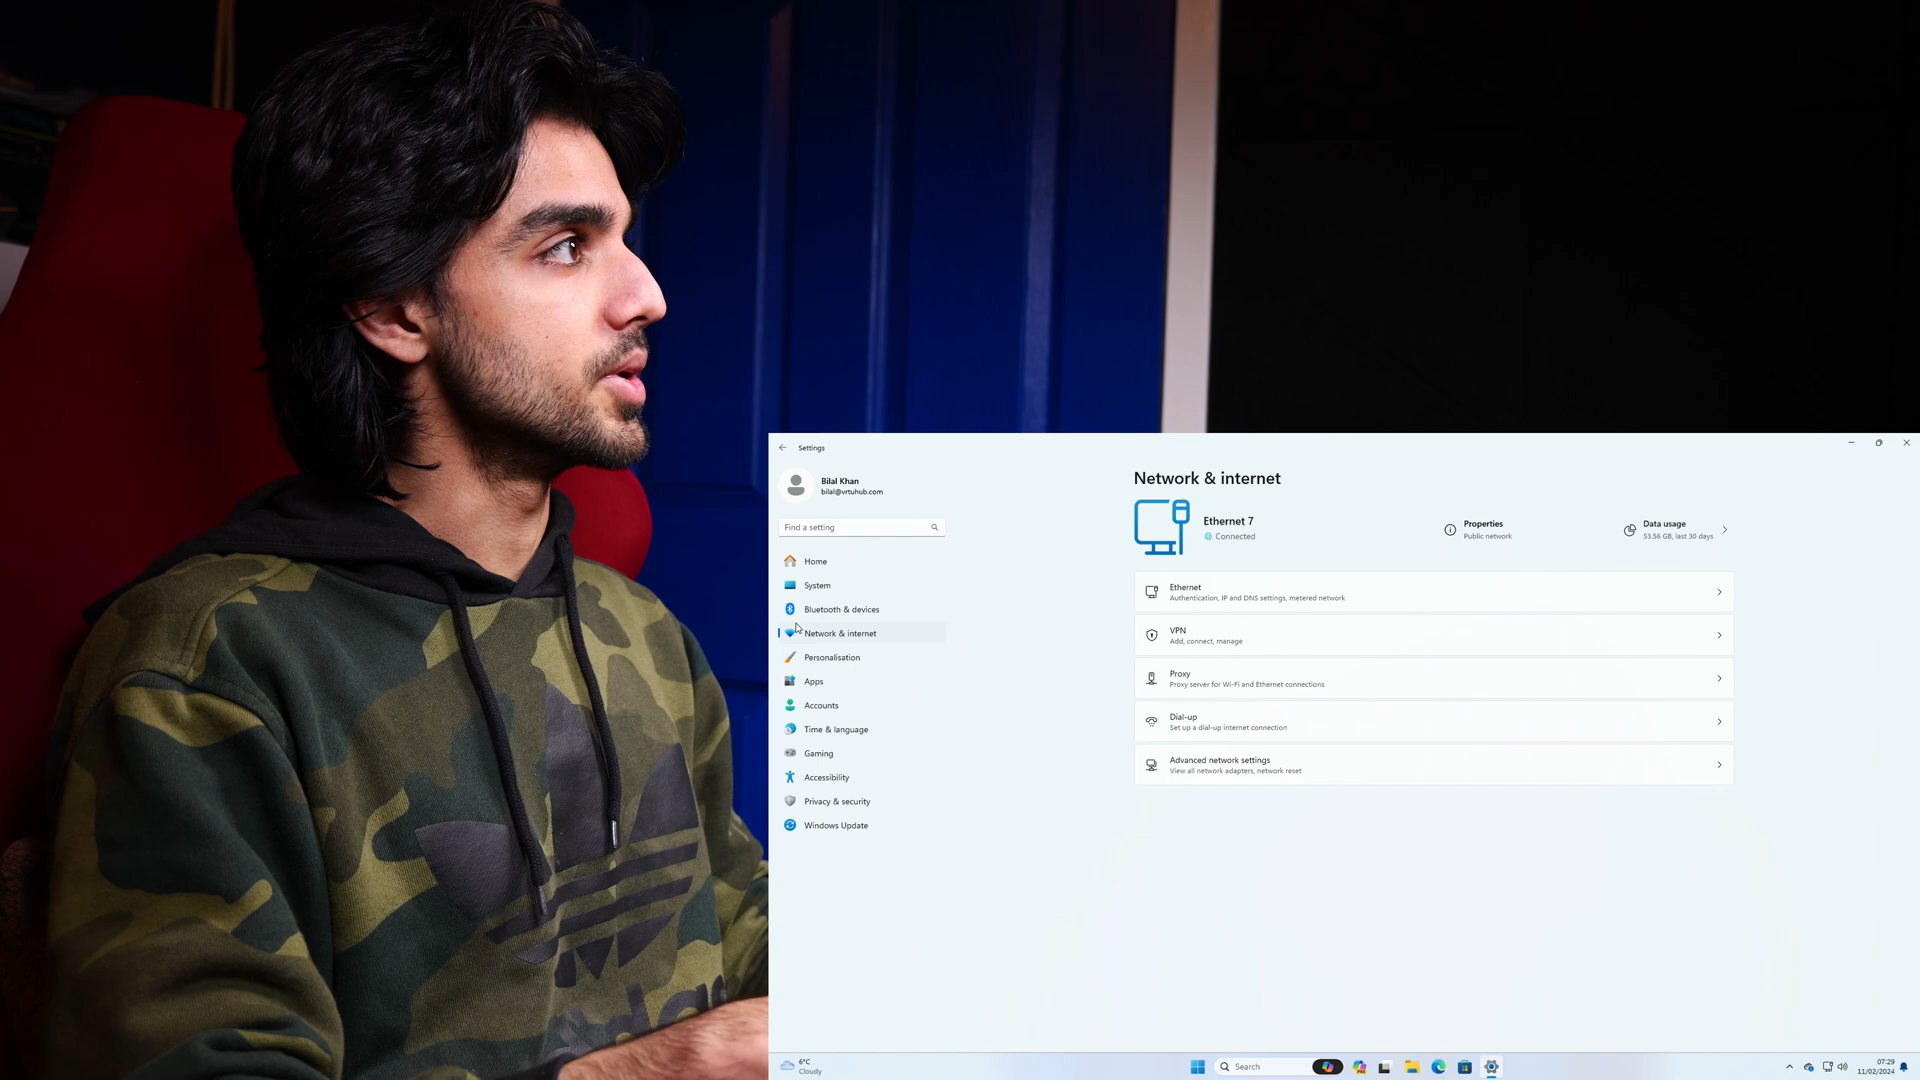 Settings
Bilal Khan
bilal@vrtuhub.com
Find a setting
Home
System
Bluetooth & devices
Network & internet
Personalisation
Apps
Accounts
Time & language
Gaming
Accessibility
Privacy & security
Windows Update
Network & internet
Ethernet 7
Connected
Properties
Public network
Data usage
53.56 GB, last 30 days
Ethernet
Authentication, IP and DNS settings, metered network
VPN
Add, connect, manage
Proxy
Proxy server for Wi-Fi and Ethernet connections
Dial-up
Set up a dial-up internet connection
Advanced network settings
View all network adapters, network reset
6°C
Cloudy
Search
07:29
11/02/2024
adidas